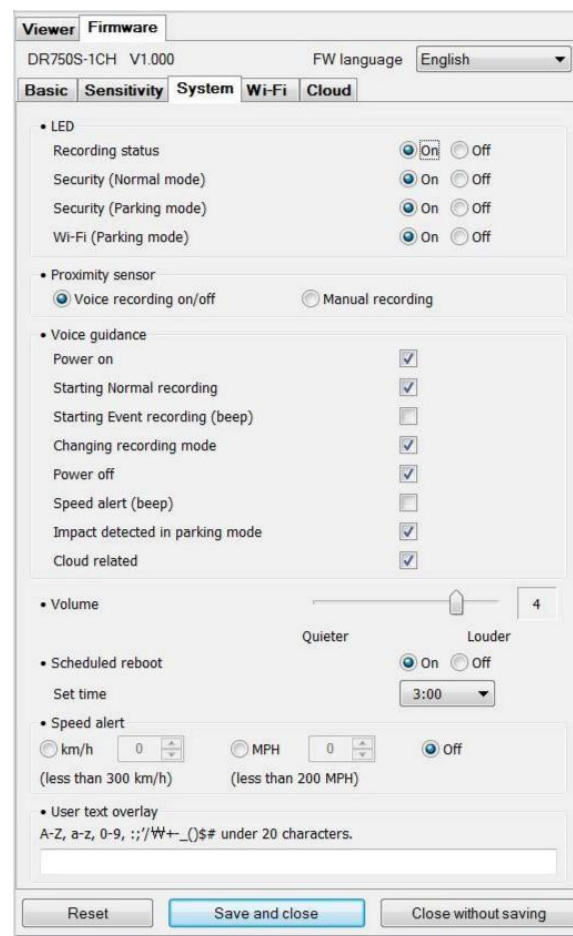 Viewer Firmware
DR750S-1CH V1.000 FW language English
Basic Sensitivity System Wi-Fi Cloud
• LED
Recording status On Off
Security (Normal mode) On Off
Security (Parking mode) On Off
Wi-Fi (Parking mode) On Off
• Proximity sensor
Voice recording on/off Manual recording
• Voice guidance
Power on
Starting Normal recording
Starting Event recording (beep)
Changing recording mode
Power off
Speed alert (beep)
Impact detected in parking mode
Cloud related
• Volume 4
Quieter Louder
• Scheduled reboot On Off
Set time 3:00
• Speed alert
km/h 0 MPH 0 Off
(less than 300 km/h) (less than 200 MPH)
• User text overlay
A-Z, a-z, 0-9, :;'/₩+-_()$# under 20 characters.
Reset Save and close Close without saving